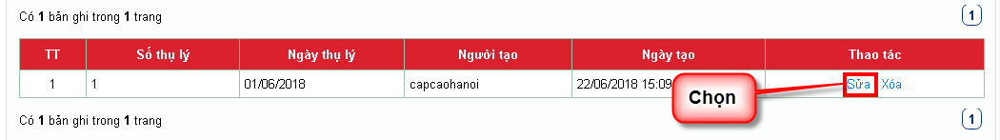 Có 1 bản ghi trong 1 trang 1
TT Số thụ lý Ngày thụ lý Người tạo Ngày tạo Thao tác
1 1 01/06/2018 capcaohanoi 22/06/2018 15:09 Sửa Xóa
Chọn
Có 1 bản ghi trong 1 trang 1